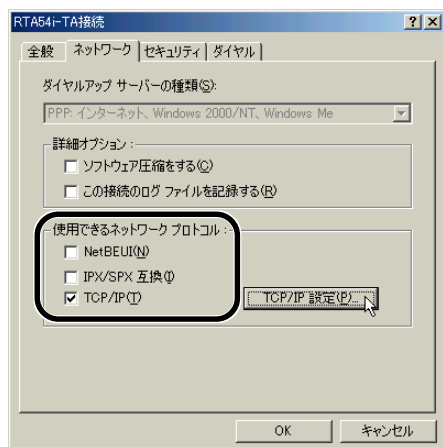 RTA54i-TA接続
全般 ネットワーク セキュリティ ダイヤル
ダイヤルアップ サーバーの種類(S):
PPP: インターネット、Windows 2000/NT、Windows Me
詳細オプション:
ソフトウェア圧縮をする(C)
この接続のログ ファイルを記録する(R)
使用できるネットワーク プロトコル:
NetBEUI(N)
IPX/SPX 互換(I)
TCP/IP(T) TCP/IP 設定(P)...
OK キャンセル